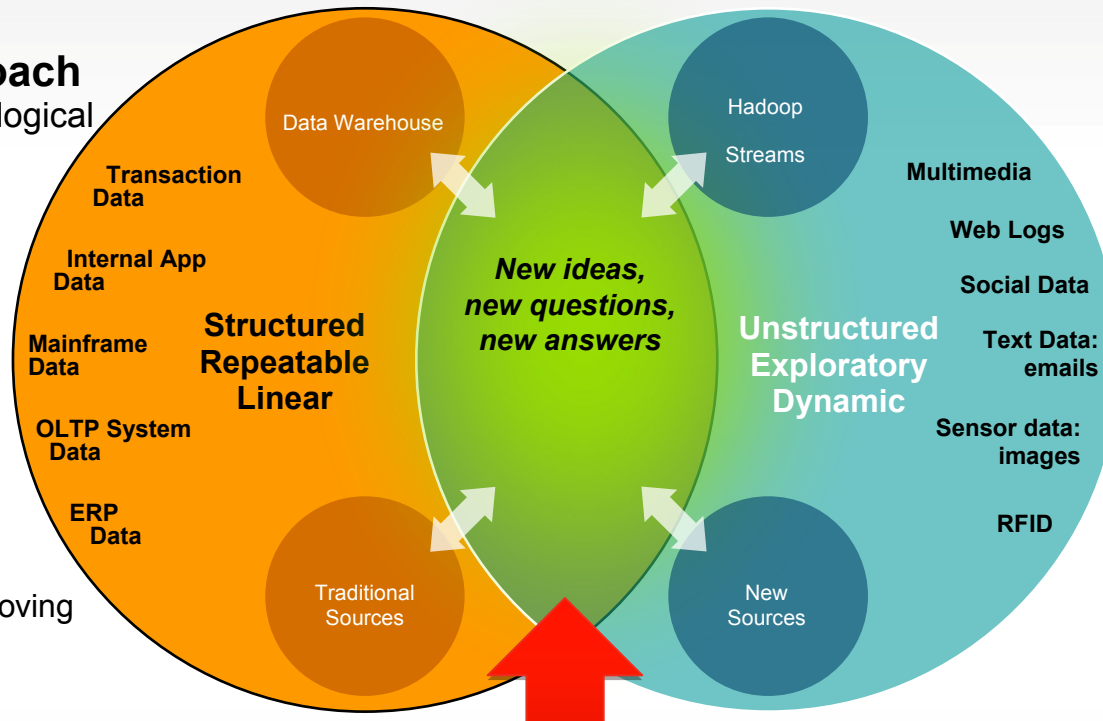 oach
logical
Data Warehouse
Transaction
Data
Internal App
Data
Mainframe
Data
OLTP System
Data
ERP
Data
Structured
Repeatable
Linear
Traditional
Sources
oving
New ideas,
new questions,
new answers
Hadoop
Streams
Unstructured
Exploratory
Dynamic
Multimedia
Web Logs
Social Data
Text Data:
emails
Sensor data:
images
RFID
New
Sources